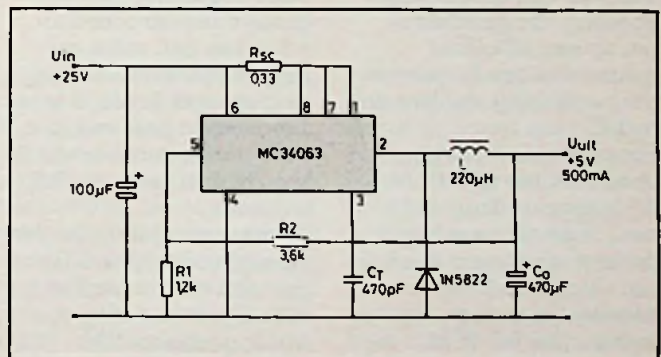 Uin
+25V
RSC
0,33
6
8
7
1
5
MC34063
2
L
220µH
Uuit
+5V
500mA
100µF
+
4
3
R2
3,6k
R1
1,2k
CT
470pF
1N5822
+
Co
470µF